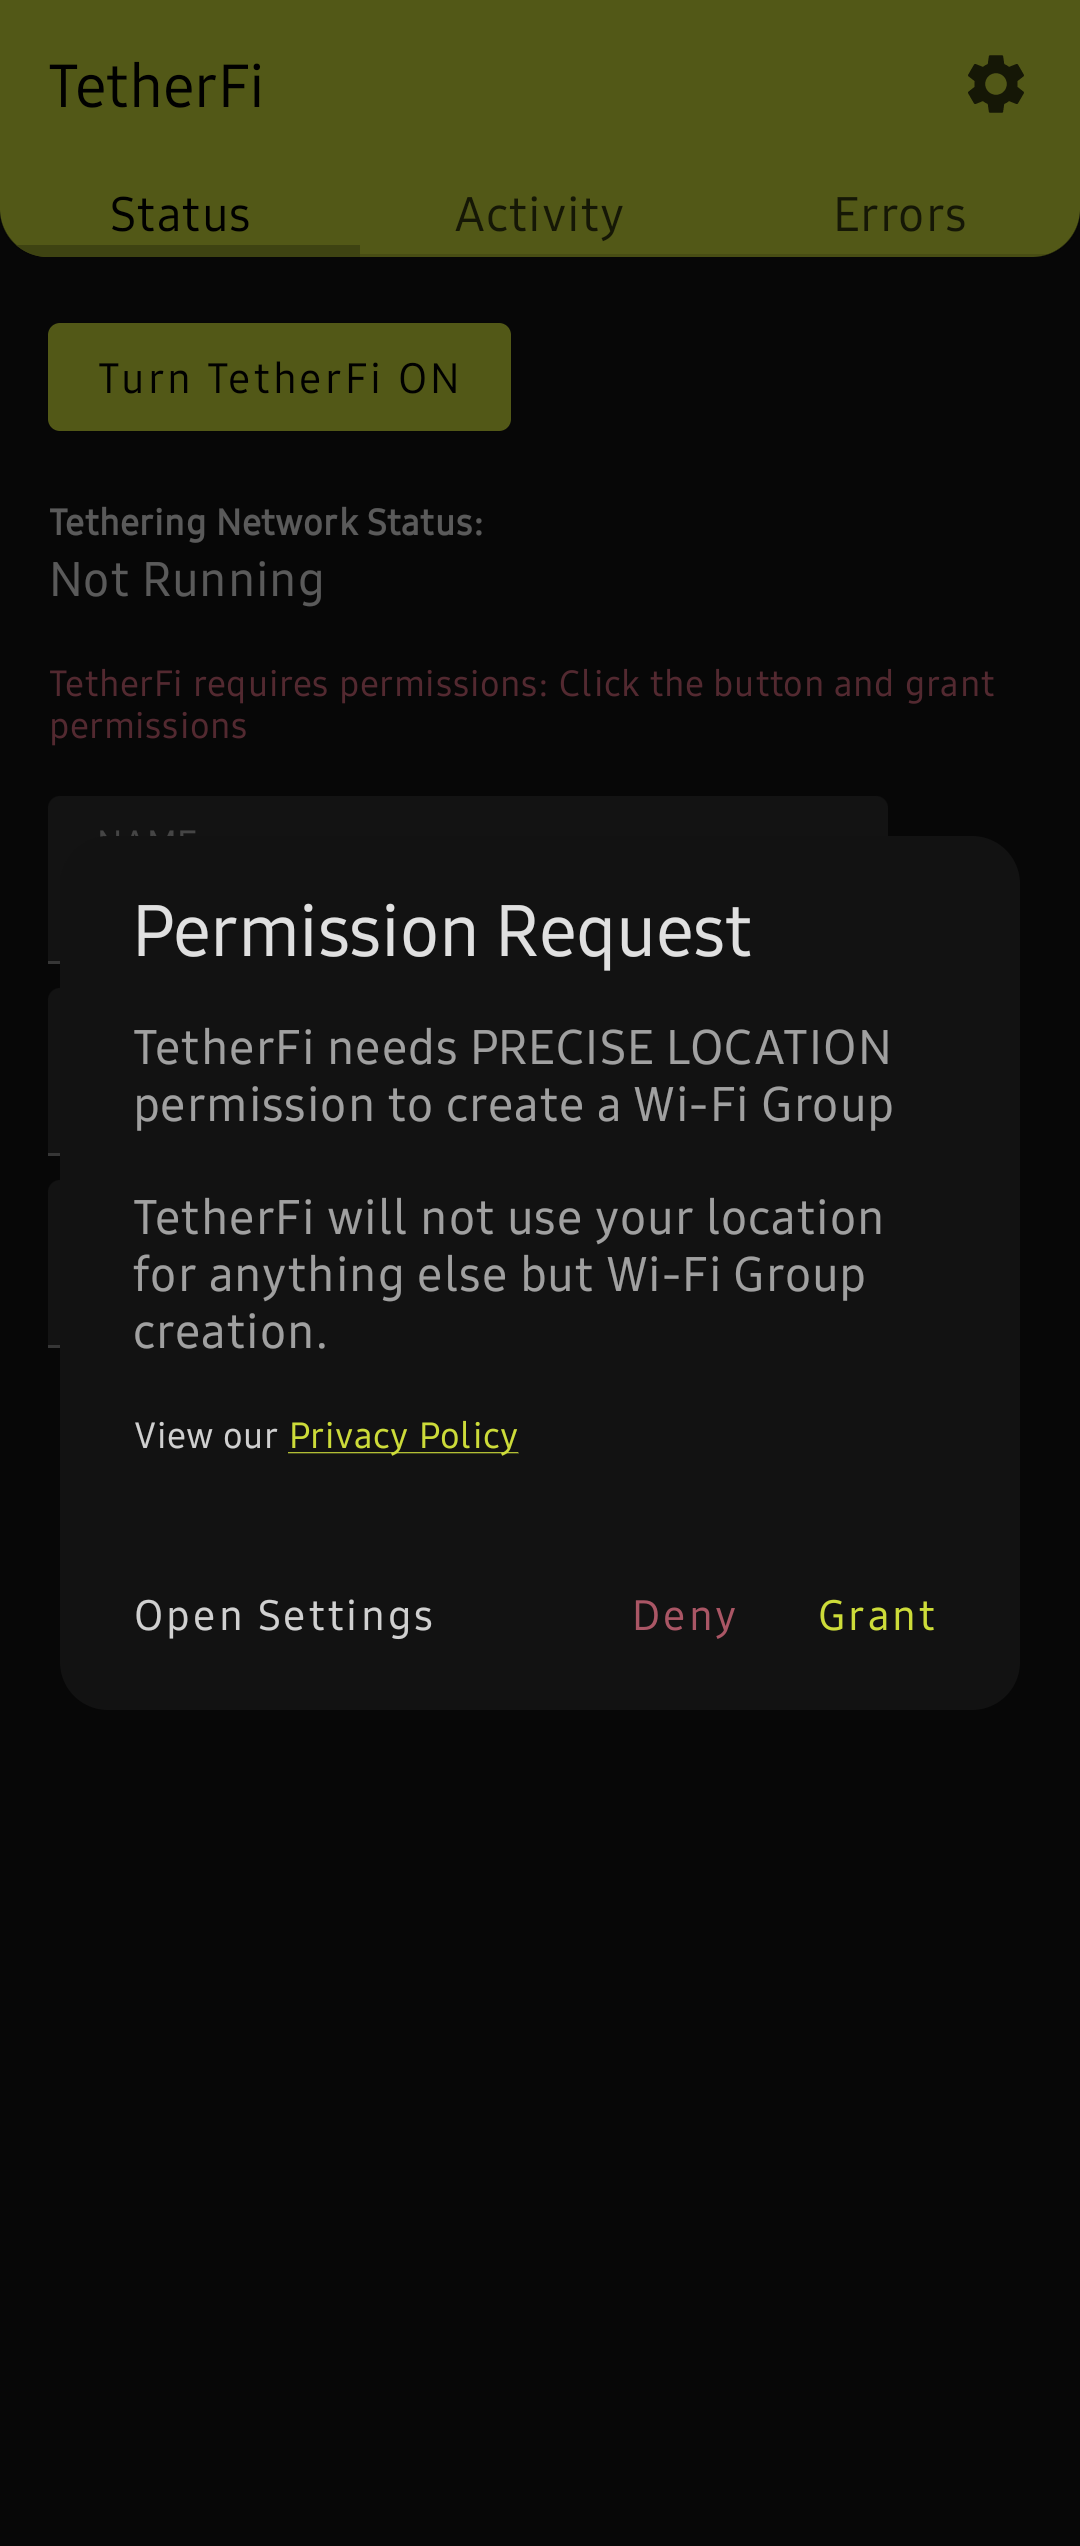 TetherFi
Status
Activity
Errors
Turn TetherFi ON
Tethering Network Status:
Not Running
TetherFi requires permissions: Click the button and grant
permissions
NAME
Permission Request
TetherFi needs PRECISE LOCATION
permission to create a Wi-Fi Group
TetherFi will not use your location
for anything else but Wi-Fi Group
creation.
View our Privacy Policy
Open Settings
Deny
Grant